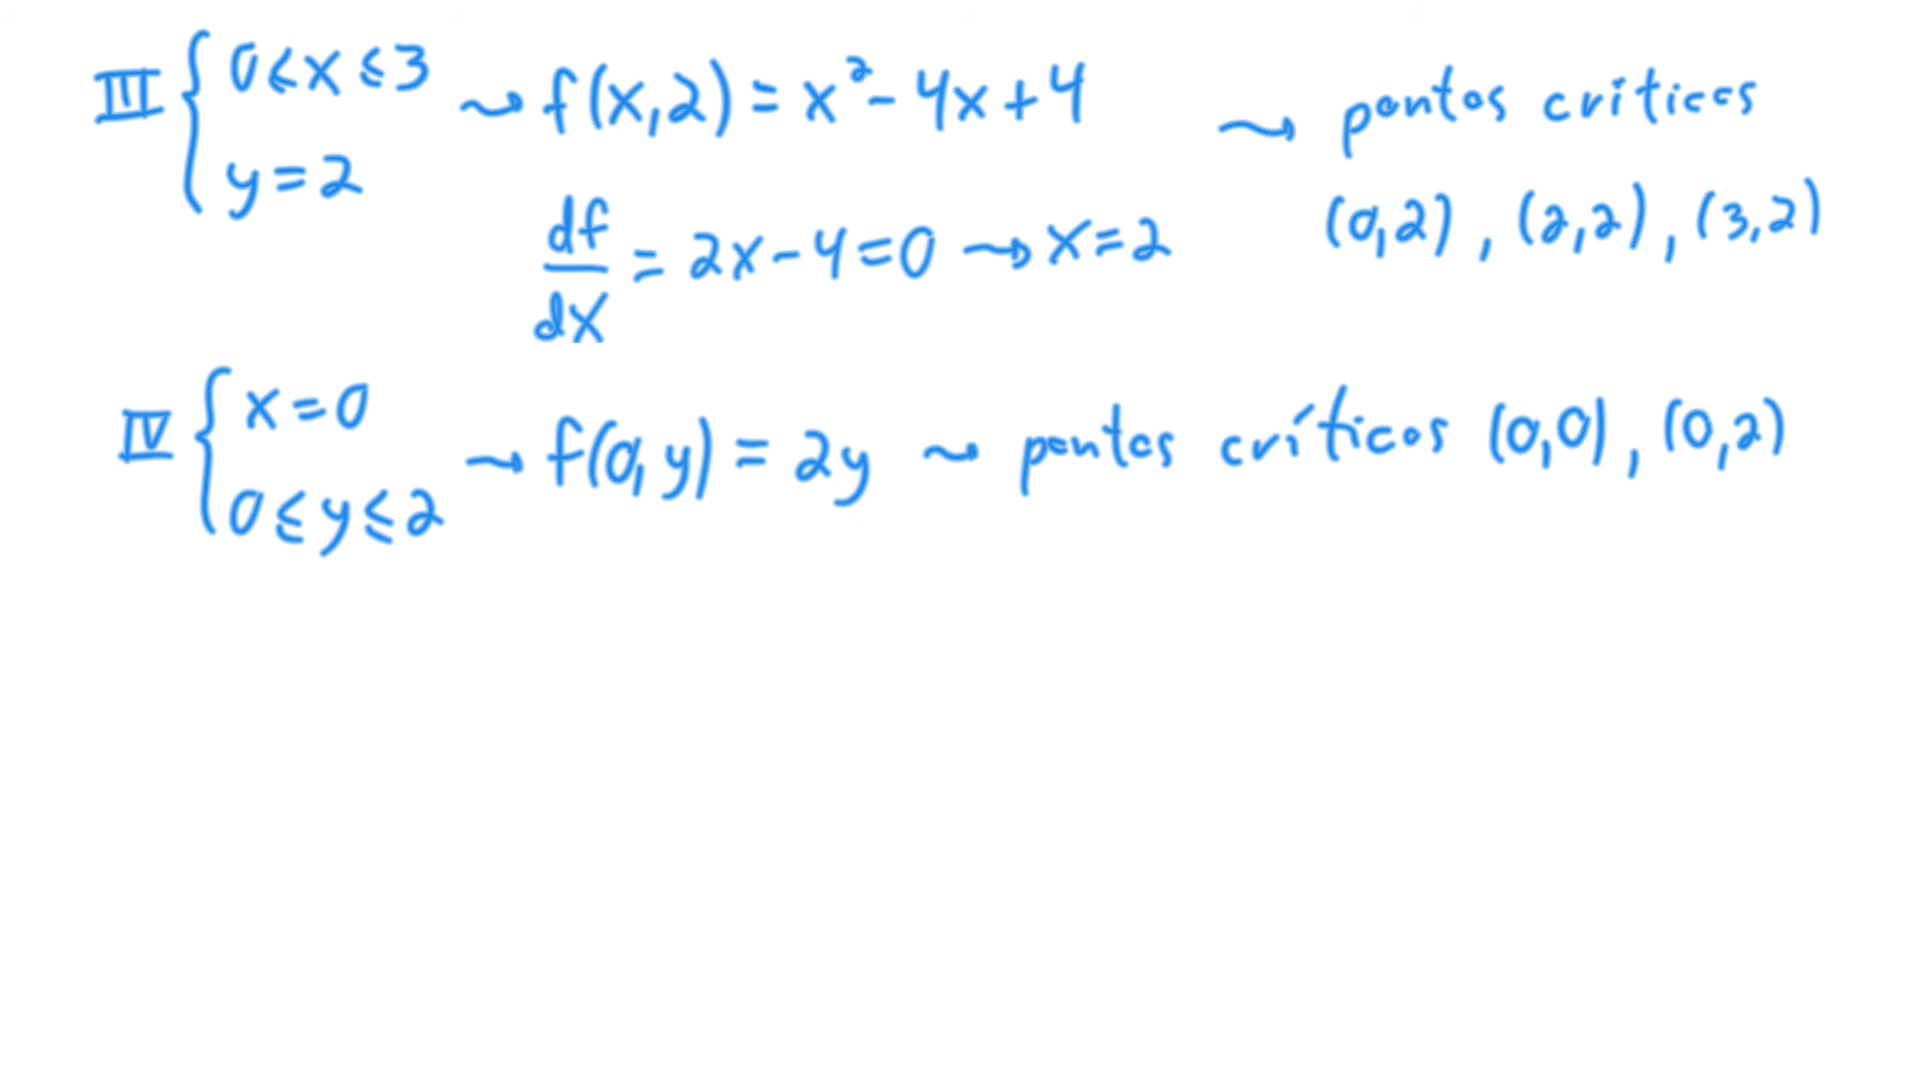 III { 0 ≤ x ≤ 3 ⇝ f(x,2) = x² - 4x + 4 ⇝ pontos criticos
y = 2 (0,2) , (2,2) , (3,2)
df/dx = 2x - 4 = 0 → x = 2
IV { x = 0 ⇝ f(0,y) = 2y ⇝ pontos críticos (0,0) , (0,2)
0 ≤ y ≤ 2